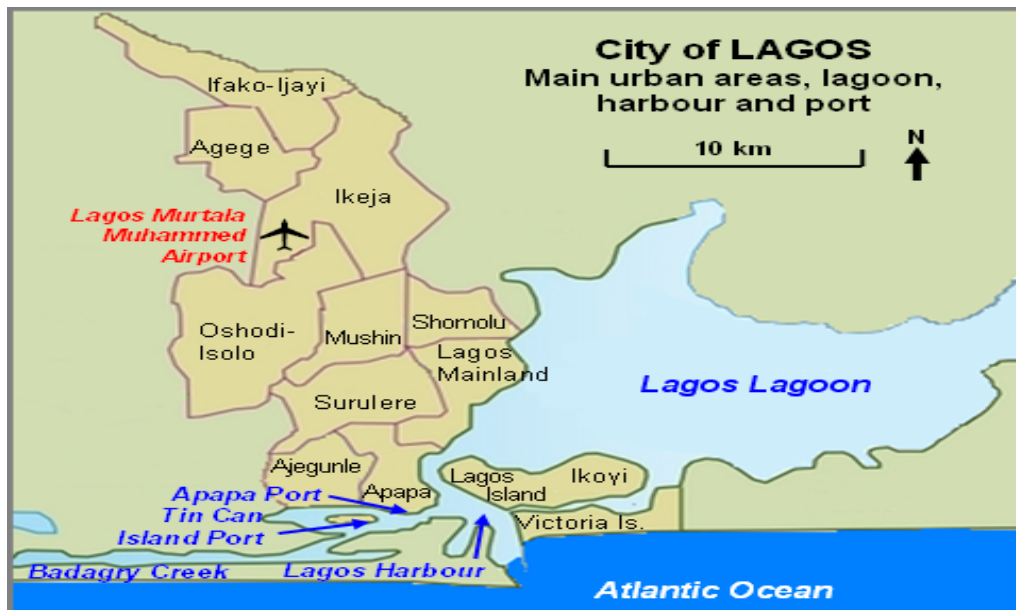 City of LAGOS
Main urban areas, lagoon,
harbour and port
10 km
N
Ifako-Ijayi
Agege
Ikeja
Lagos Murtala
Muhammed
Airport
Oshodi-
Isolo
Mushin
Shomolu
Lagos
Mainland
Lagos Lagoon
Surulere
Ajegunle
Apapa
Lagos
Island
Ikoyi
Victoria Is.
Apapa Port
Tin Can
Island Port
Badagry Creek
Lagos Harbour
Atlantic Ocean